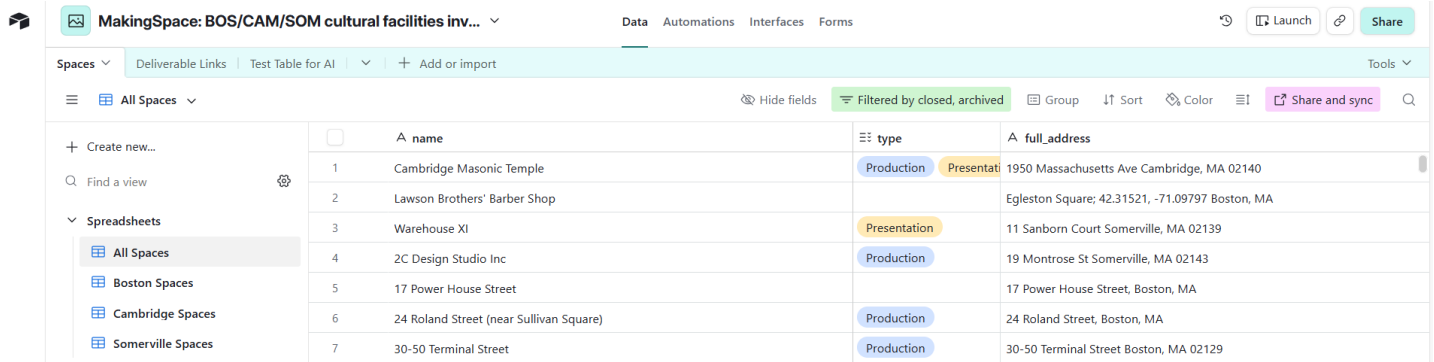 MakingSpace: BOS/CAM/SOM cultural facilities inv...
Data Automations Interfaces Forms
Launch
Share
Spaces Deliverable Links Test Table for AI + Add or import
Tools
All Spaces
Hide fields Filtered by closed, archived Group Sort Color Share and sync
+ Create new...
Find a view
Spreadsheets
All Spaces
Boston Spaces
Cambridge Spaces
Somerville Spaces
A name type A full_address
1 Cambridge Masonic Temple Production Presentati 1950 Massachusetts Ave Cambridge, MA 02140
2 Lawson Brothers' Barber Shop Egleston Square; 42.31521, -71.09797 Boston, MA
3 Warehouse XI Presentation 11 Sanborn Court Somerville, MA 02139
4 2C Design Studio Inc Production 19 Montrose St Somerville, MA 02143
5 17 Power House Street 17 Power House Street, Boston, MA
6 24 Roland Street (near Sullivan Square) Production 24 Roland Street, Boston, MA
7 30-50 Terminal Street Production 30-50 Terminal Street Boston, MA 02129